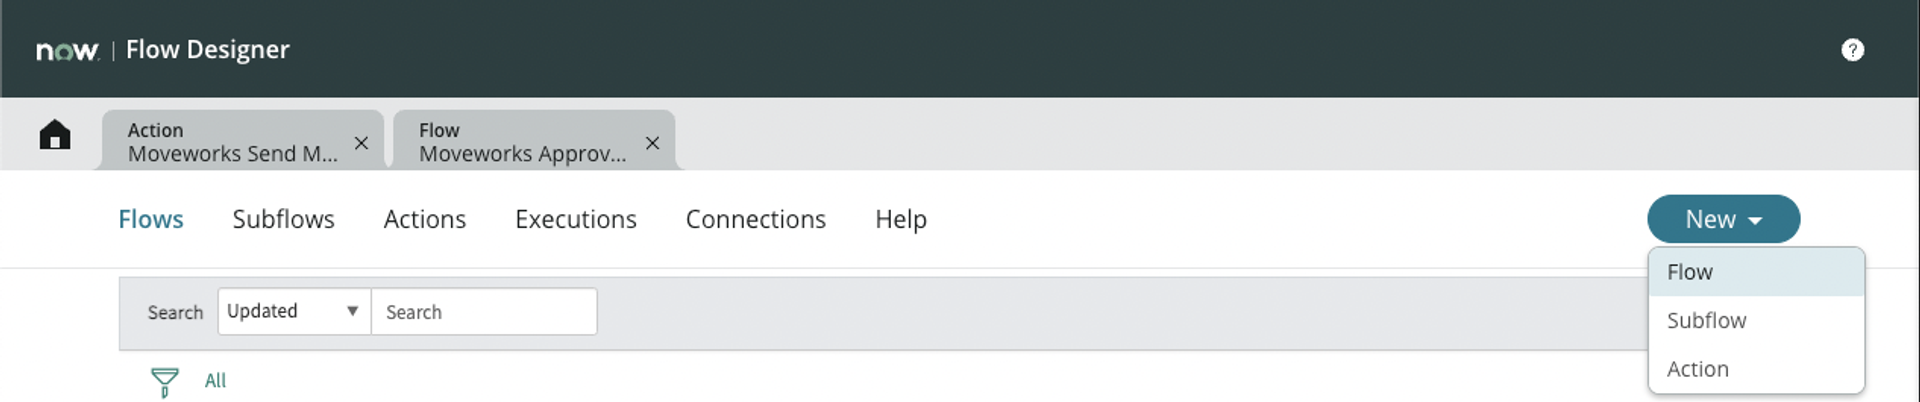 now. | Flow Designer
?
Action
Moveworks Send M...
Flow
Moveworks Approv...
Flows Subflows Actions Executions Connections Help
New
Flow
Subflow
Action
Search Updated Search
All